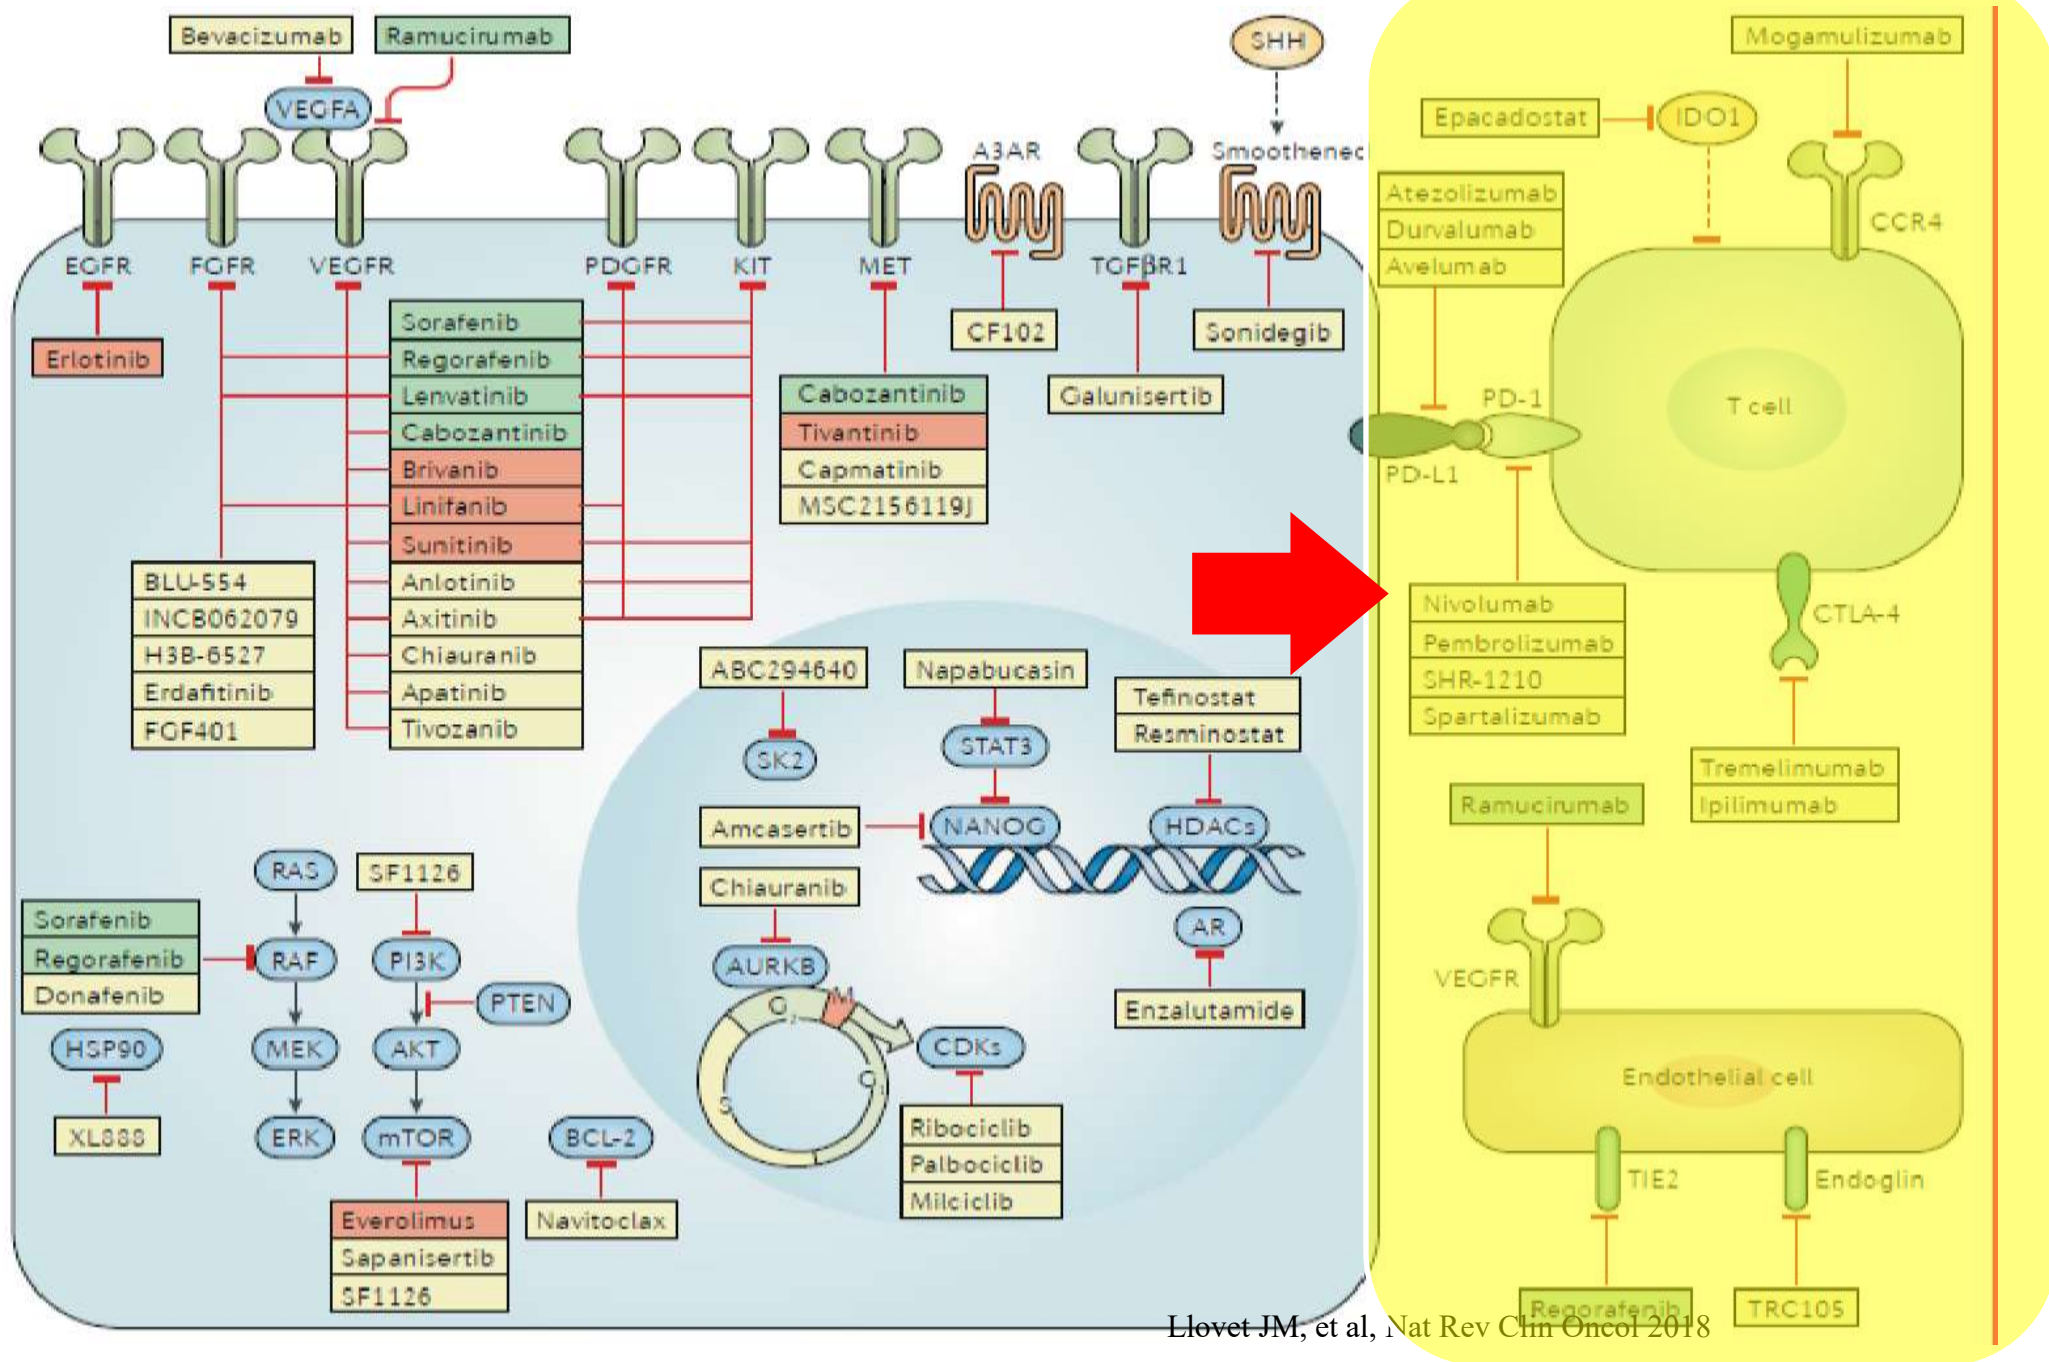 Bevacizumab
Ramucirumab
VEGFA
SHH
A3AR
Smoothened
EGFR
FGFR
VEGFR
PDGFR
KIT
MET
TGFβR1
Erlotinib
Sorafenib
Regorafenib
Lenvatinib
Cabozantinib
Brivanib
Linifanib
Sunitinib
Anlotinib
Axitinib
Chiauranib
Apatinib
Tivozanib
BLU-554
INCB062079
H3B-6527
Erdafitinib
FGF401
Cabozantinib
Tivantinib
Capmatinib
MSC2156119J
CF102
Galunisertib
Sonidegib
ABC294640
SK2
Napabucasin
STAT3
Amcasertib
NANOG
Tefinostat
Resminostat
HDACs
Chiauranib
AURKB
G2
M
G1
S
CDKs
Ribociclib
Palbociclib
Milciclib
AR
Enzalutamide
RAS
SF1126
Sorafenib
Regorafenib
Donafenib
RAF
PI3K
PTEN
HSP90
MEK
AKT
XL888
ERK
mTOR
BCL-2
Everolimus
Sapanisertib
SF1126
Navitoclax
Mogamulizumab
Epacadostat
IDO1
CCR4
Atezolizumab
Durvalumab
Avelumab
PD-1
PD-L1
T cell
Nivolumab
Pembrolizumab
SHR-1210
Spartalizumab
CTLA-4
Tremelimumab
Ipilimumab
Ramucirumab
VEGFR
Endothelial cell
TIE2
Endoglin
Regorafenib
TRC105
Llovet JM, et al, Nat Rev Clin Oncol 2018